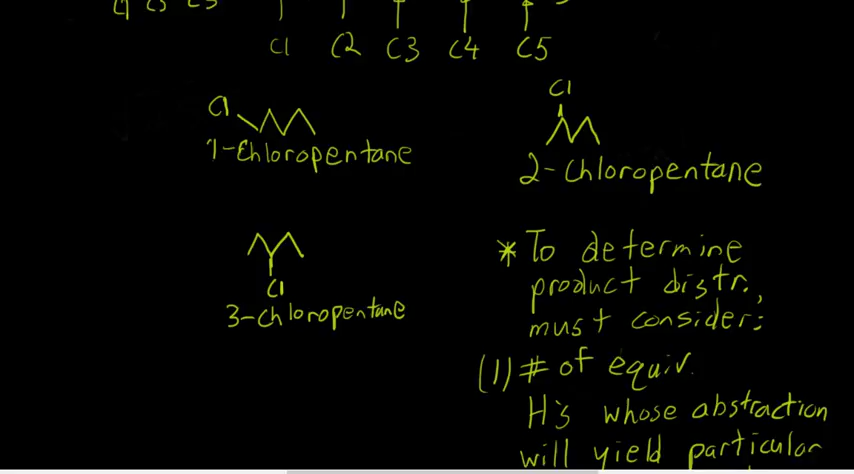 C1 C2 C3 C4 C5
Cl
Cl
1-Chloropentane
2-Chloropentane
Cl
3-chloropentane
*To determine
product distr.,
must consider:
(1) # of equiv.
H's whose abstraction
will yield particular